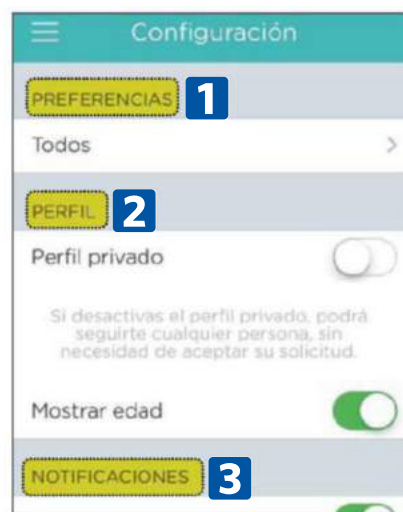 Configuración
PREFERENCIAS 1
Todos
PERFIL 2
Perfil privado
Si desactivas el perfil privado, podrá
seguirte cualquier persona, sin
necesidad de aceptar su solicitud.
Mostrar edad
NOTIFICACIONES 3